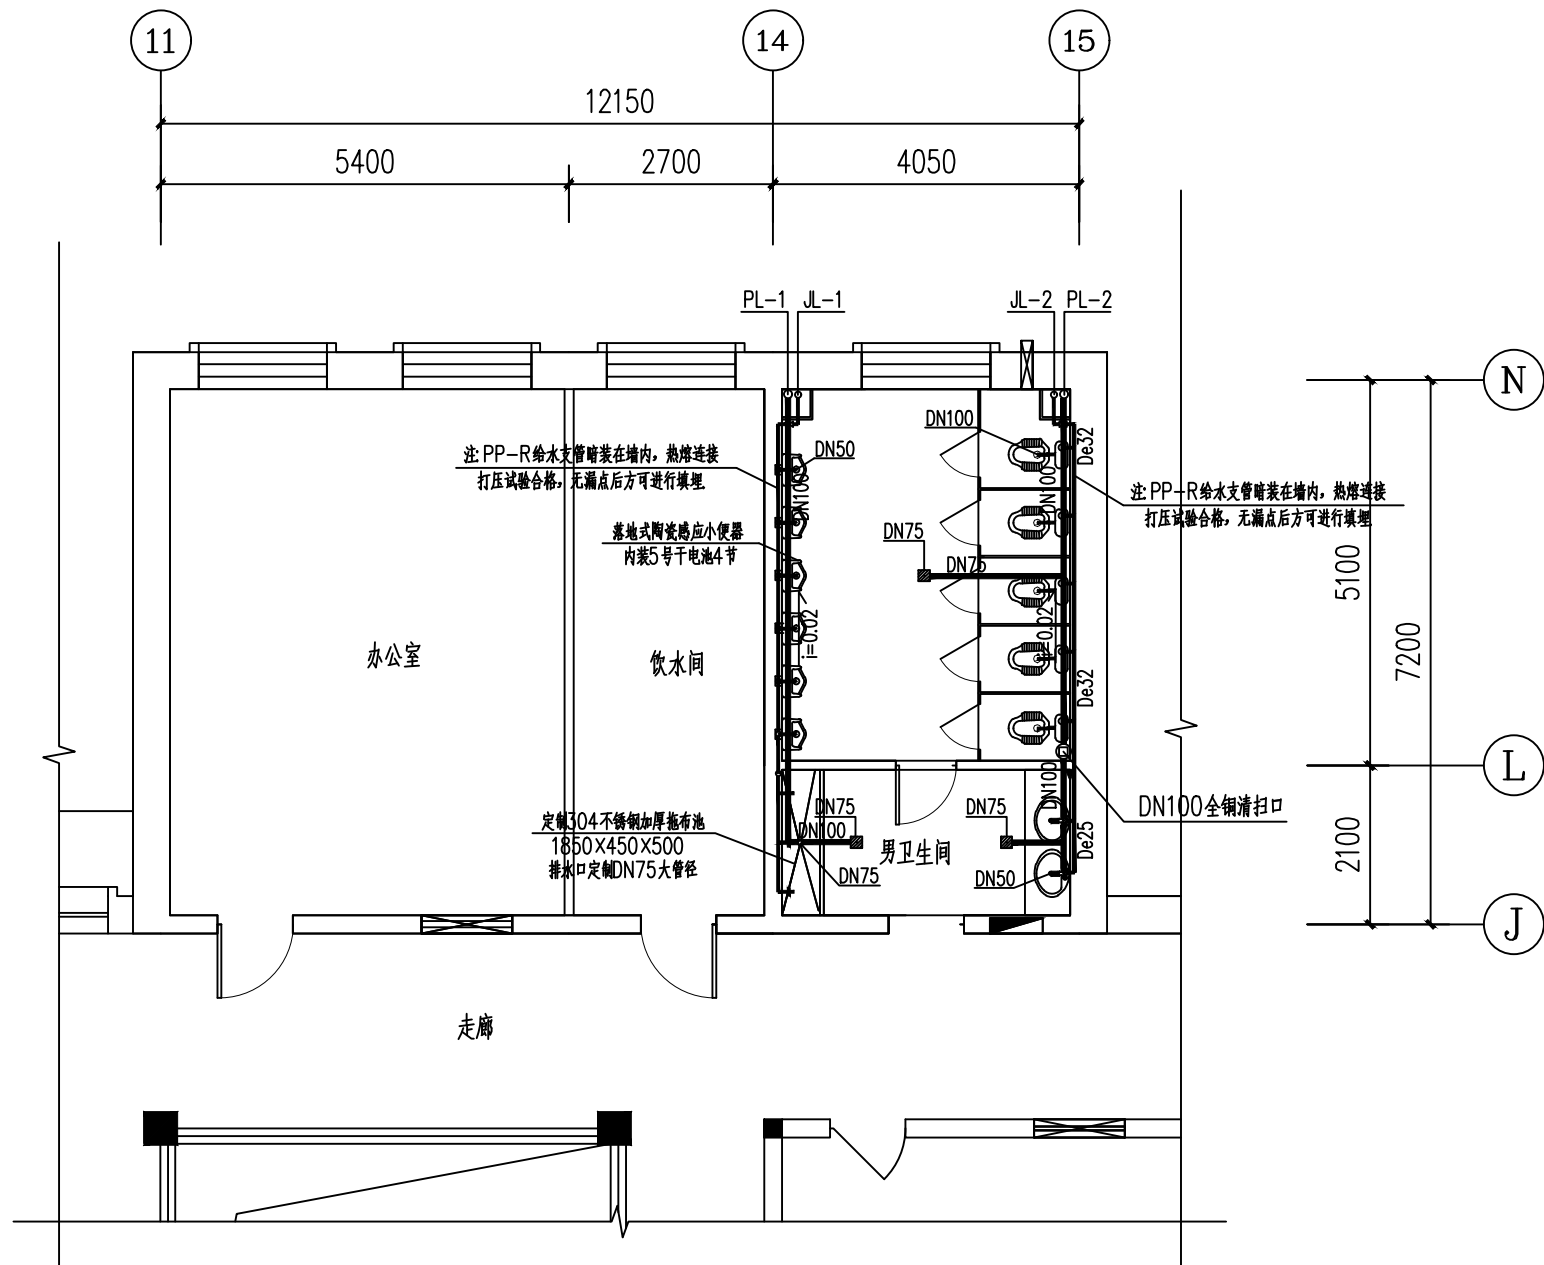 11
14
15
12150
5400
2700
4050
PL-1
JL-1
JL-2
PL-2
N
DN100
De32
注: PP-R给水支管暗装在墙内，热熔连接
打压试验合格，无漏点后方可进行填埋
DN50
DN100
DN100
注: PP-R给水支管暗装在墙内，热熔连接
打压试验合格，无漏点后方可进行填埋
落地式陶瓷感应小便器
内装5号干电池4节
DN75
DN75
5100
7200
i=0.02
i=0.02
办公室
饮水间
De32
L
DN100
DN100全铜清扫口
定制304不锈钢加厚拖布池
1850X450X500
排水口定制DN75大管径
DN75
DN100
DN75
男卫生间
De25
2100
DN75
DN50
J
走廊